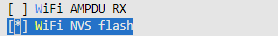 [ ] WiFi AMPDU RX
[*] WiFi NVS flash